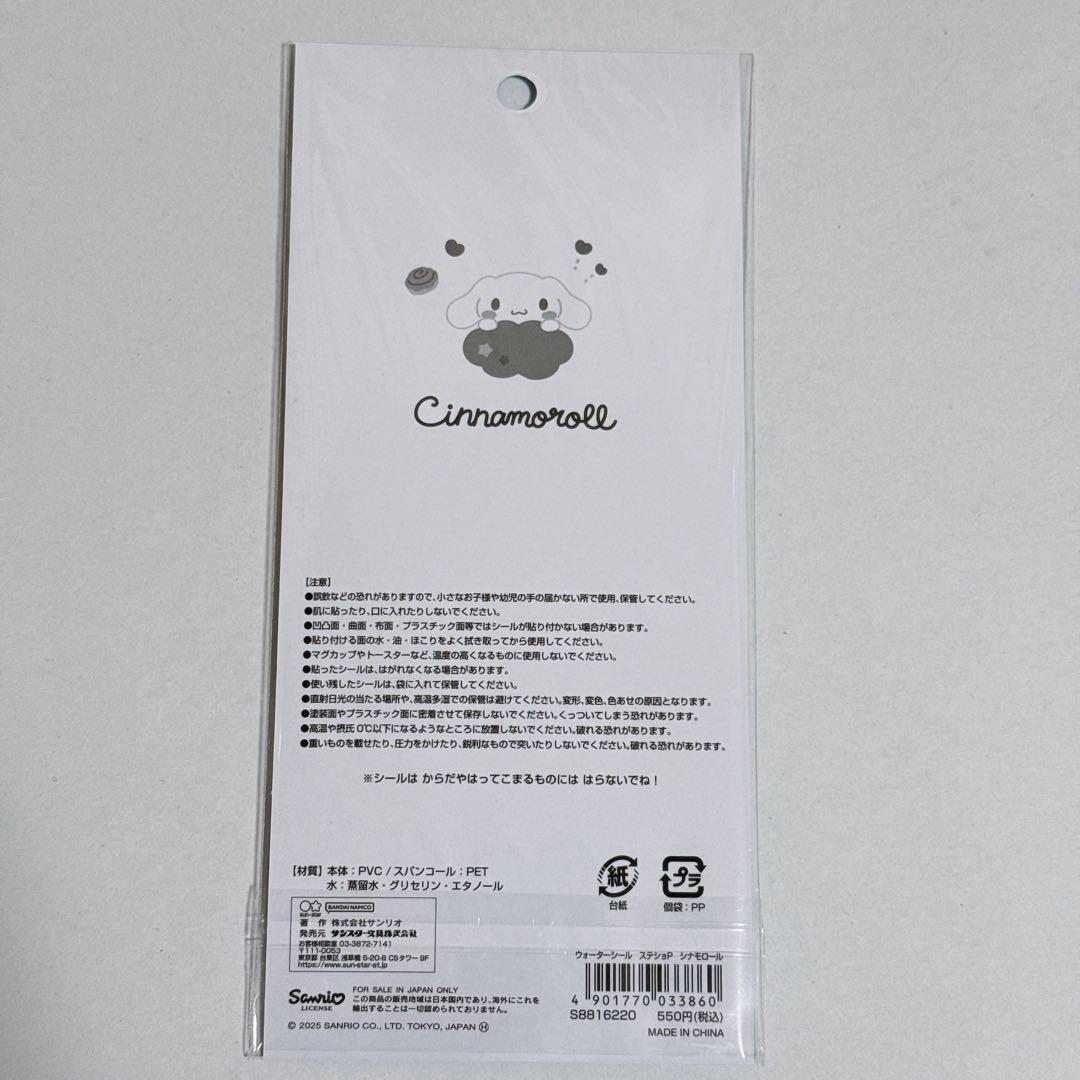 Cinnamoroll
【注意】
●誤飲などの恐れがありますので、小さなお子様や幼児の手の届かない所で使用、保管してください。
●肌に貼ったり、口に入れたりしないでください。
●凹凸面・曲面・布面・プラスチック面等ではシールが貼り付かない場合があります。
●貼り付ける面の水・油・ほこりをよく拭き取ってから使用してください。
●マグカップやトースターなど、温度の高くなるものに使用しないでください。
●貼ったシールは、はがれなくなる場合があります。
●使い残したシールは、袋に入れて保管してください。
●直射日光の当たる場所や、高温多湿での保管は避けてください。変形、変色、色あせの原因となります。
●塗装面やプラスチック面に密着させて保存しないでください。くっついてしまう恐れがあります。
●高温や摂氏0℃以下になるようなところに放置しないでください。破れる恐れがあります。
●重いものを載せたり、圧力をかけたり、鋭利なもので突いたりしないでください。破れる恐れがあります。
※シールは からだやはってこまるものには はらないでね！
【材質】本体：PVC / スパンコール：PET
水：蒸留水・グリセリン・エタノール
紙
台紙
プラ
個袋：PP
sun-star BANDAI NAMCO
著 作 株式会社サンリオ
発売元 サンスター文具株式会社
お客様相談室 03-3872-7141
〒111-0053
東京都 台東区 浅草橋 5-20-8 CSタワー 9F
https://www.sun-star-st.jp
Sanrio
LICENSE
FOR SALE IN JAPAN ONLY
この商品の販売地域は日本国内であり、海外にこれを
輸出することは一切認められておりません。
© 2025 SANRIO CO., LTD. TOKYO, JAPAN Ⓗ
ウォーターシール ステショP シナモロール
4 901770 033860
S8816220 550円(税込)
MADE IN CHINA